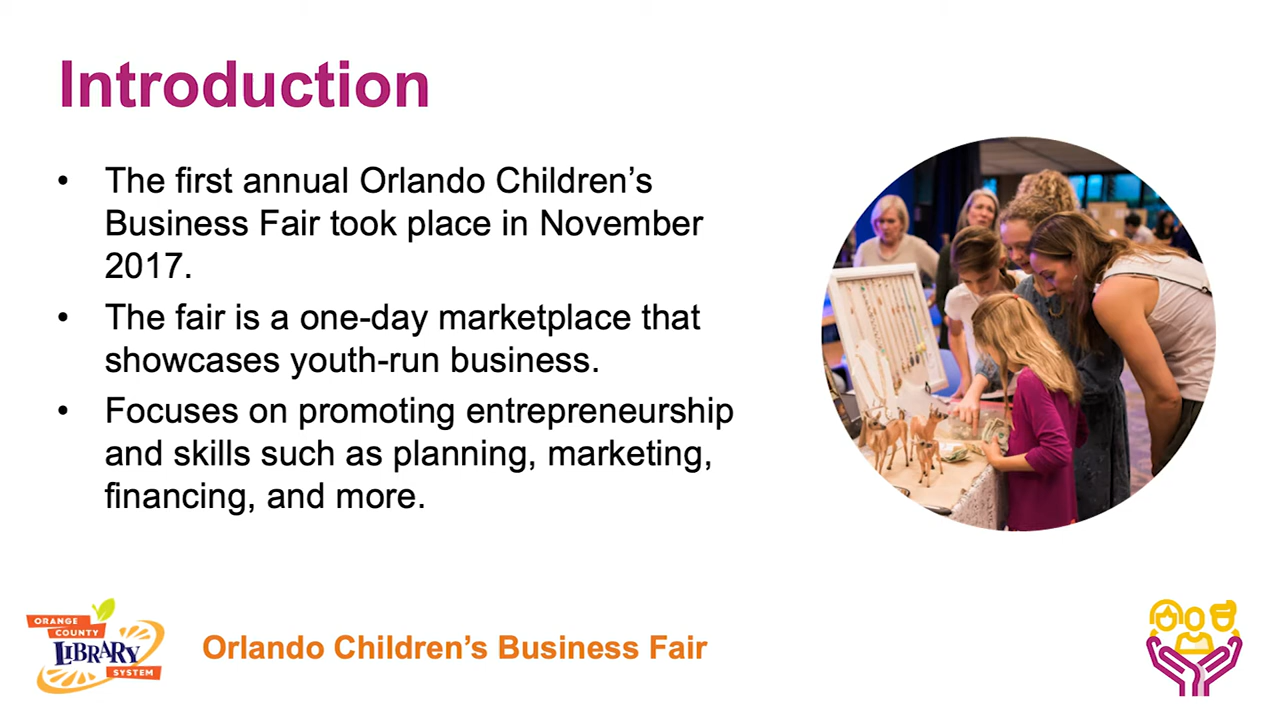 Introduction
• The first annual Orlando Children’s
Business Fair took place in November
2017.
• The fair is a one-day marketplace that
showcases youth-run business.
• Focuses on promoting entrepreneurship
and skills such as planning, marketing,
financing, and more.
ORANGE
COUNTY
LIBRARY
SYSTEM
Orlando Children’s Business Fair